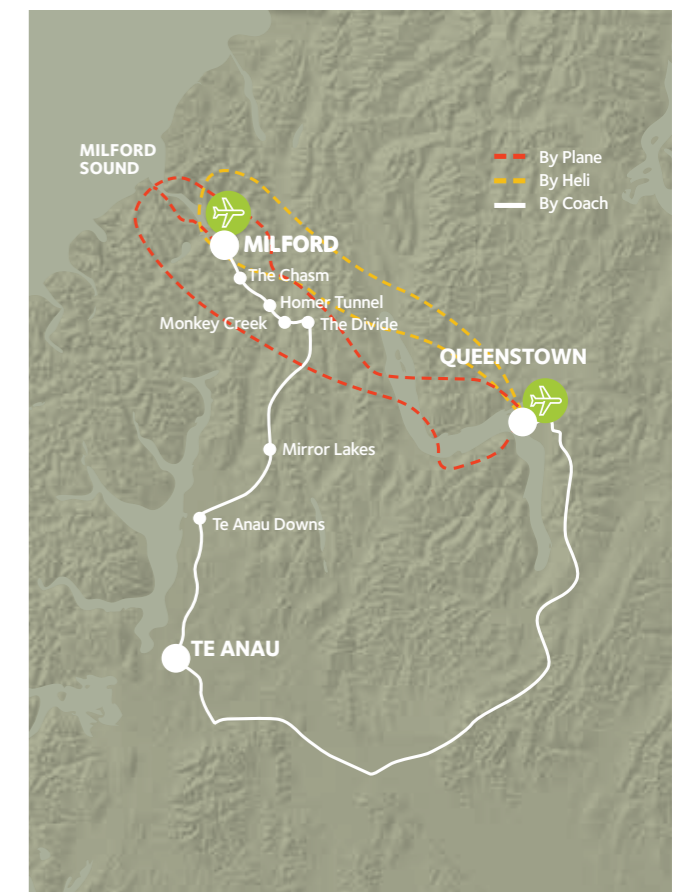 MILFORD
SOUND
By Plane
By Heli
By Coach
MILFORD
The Chasm
Homer Tunnel
Monkey Creek
The Divide
QUEENSTOWN
Mirror Lakes
Te Anau Downs
TE ANAU